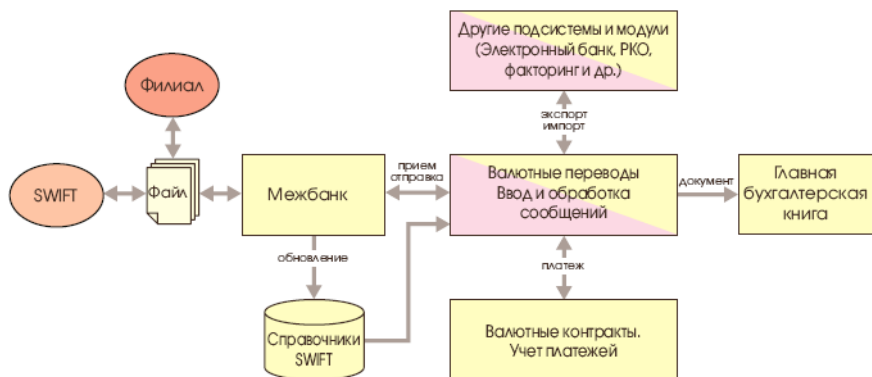 Другие подсистемы и модули
(Электронный банк, РКО,
факторинг и др.)
Филиал
экспорт
импорт
SWIFT
Файл
Межбанк
прием
отправка
Валютные переводы
Ввод и обработка
сообщений
документ
Главная
бухгалтерская
книга
обновление
платеж
Справочники
SWIFT
Валютные контракты.
Учет платежей